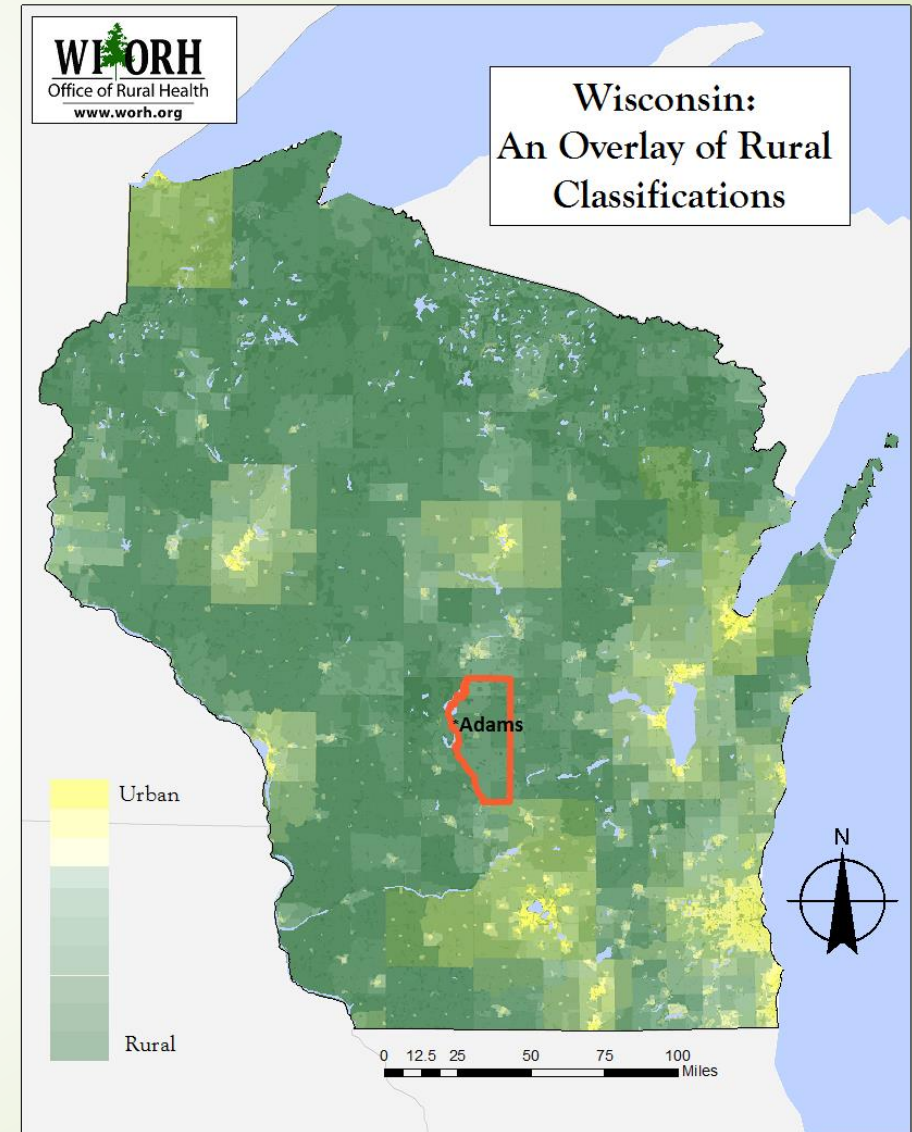 WI ORH
Office of Rural Health
www.worh.org
Wisconsin:
An Overlay of Rural
Classifications
*Adams
Urban
Rural
N
0 12.5 25 50 75 100
Miles